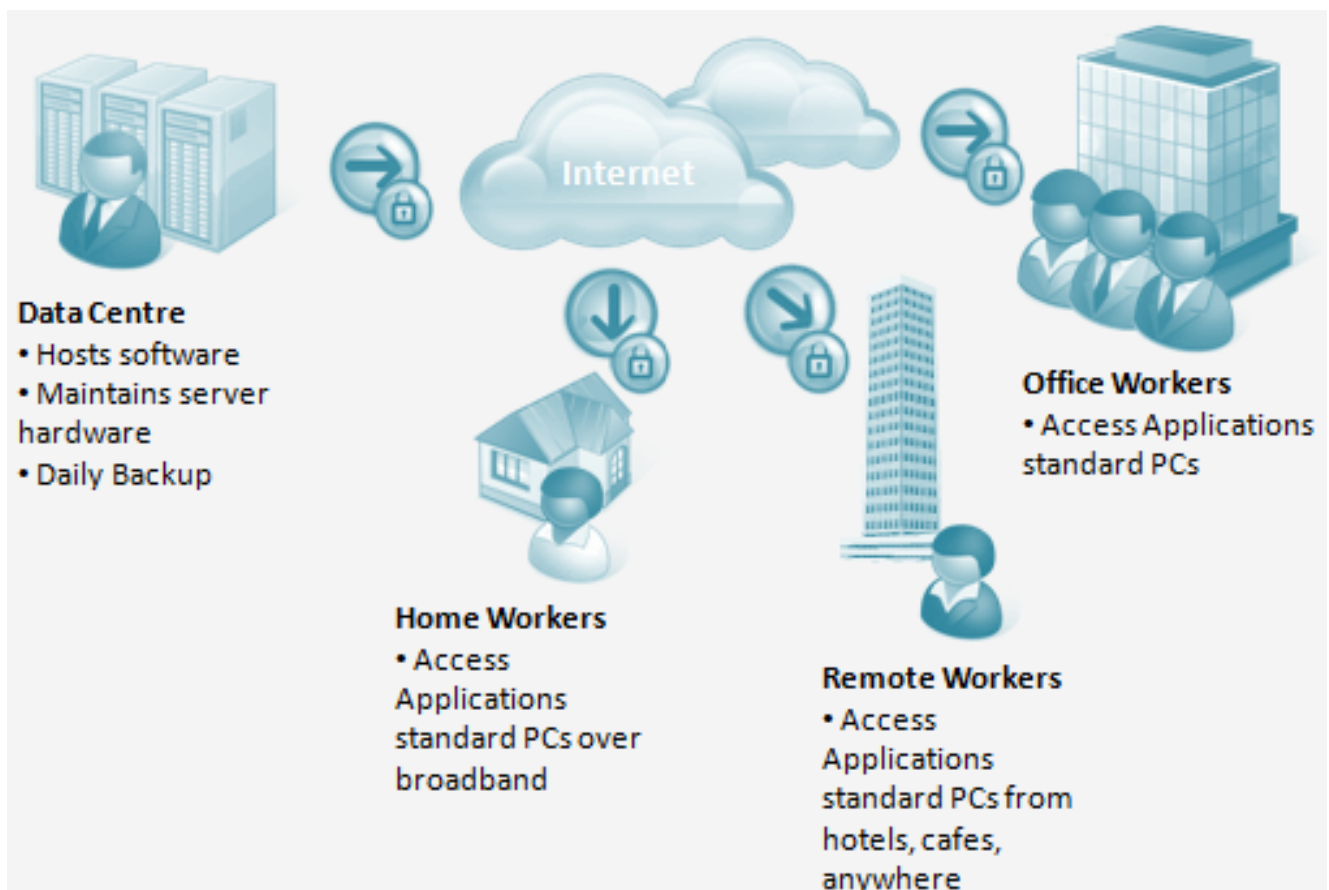 Internet
Data Centre
• Hosts software
• Maintains server
hardware
• Daily Backup
Office Workers
• Access Applications
standard PCs
Home Workers
• Access
Applications
standard PCs over
broadband
Remote Workers
• Access
Applications
standard PCs from
hotels, cafes,
anywhere